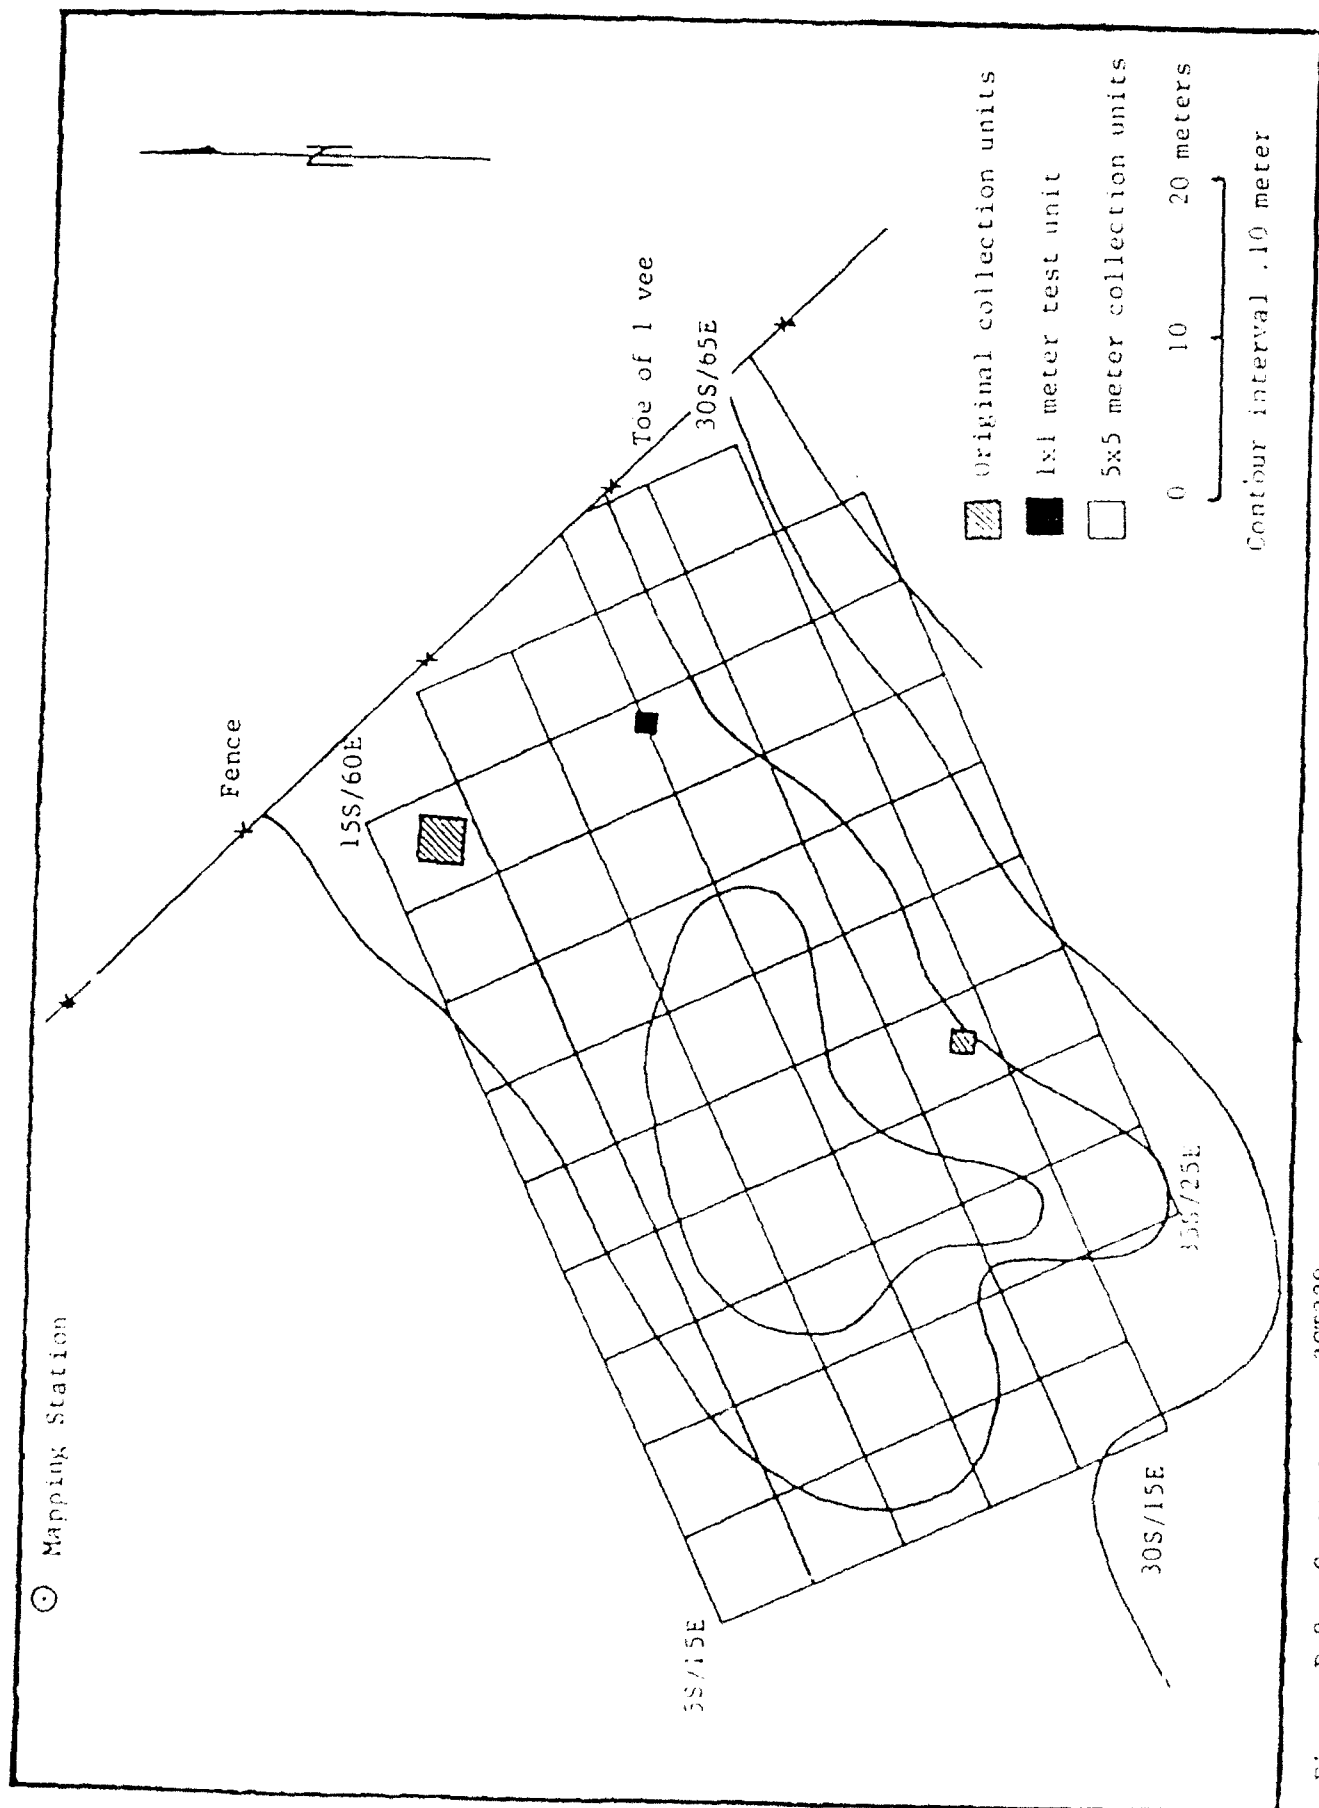 Mapping Station
Fence
15S/60E
Toe of l vee
30S/65E
5S/15E
30S/15E
35S/25E
N
Original collection units
1x1 meter test unit
5x5 meter collection units
0 10 20 meters
Contour interval .10 meter